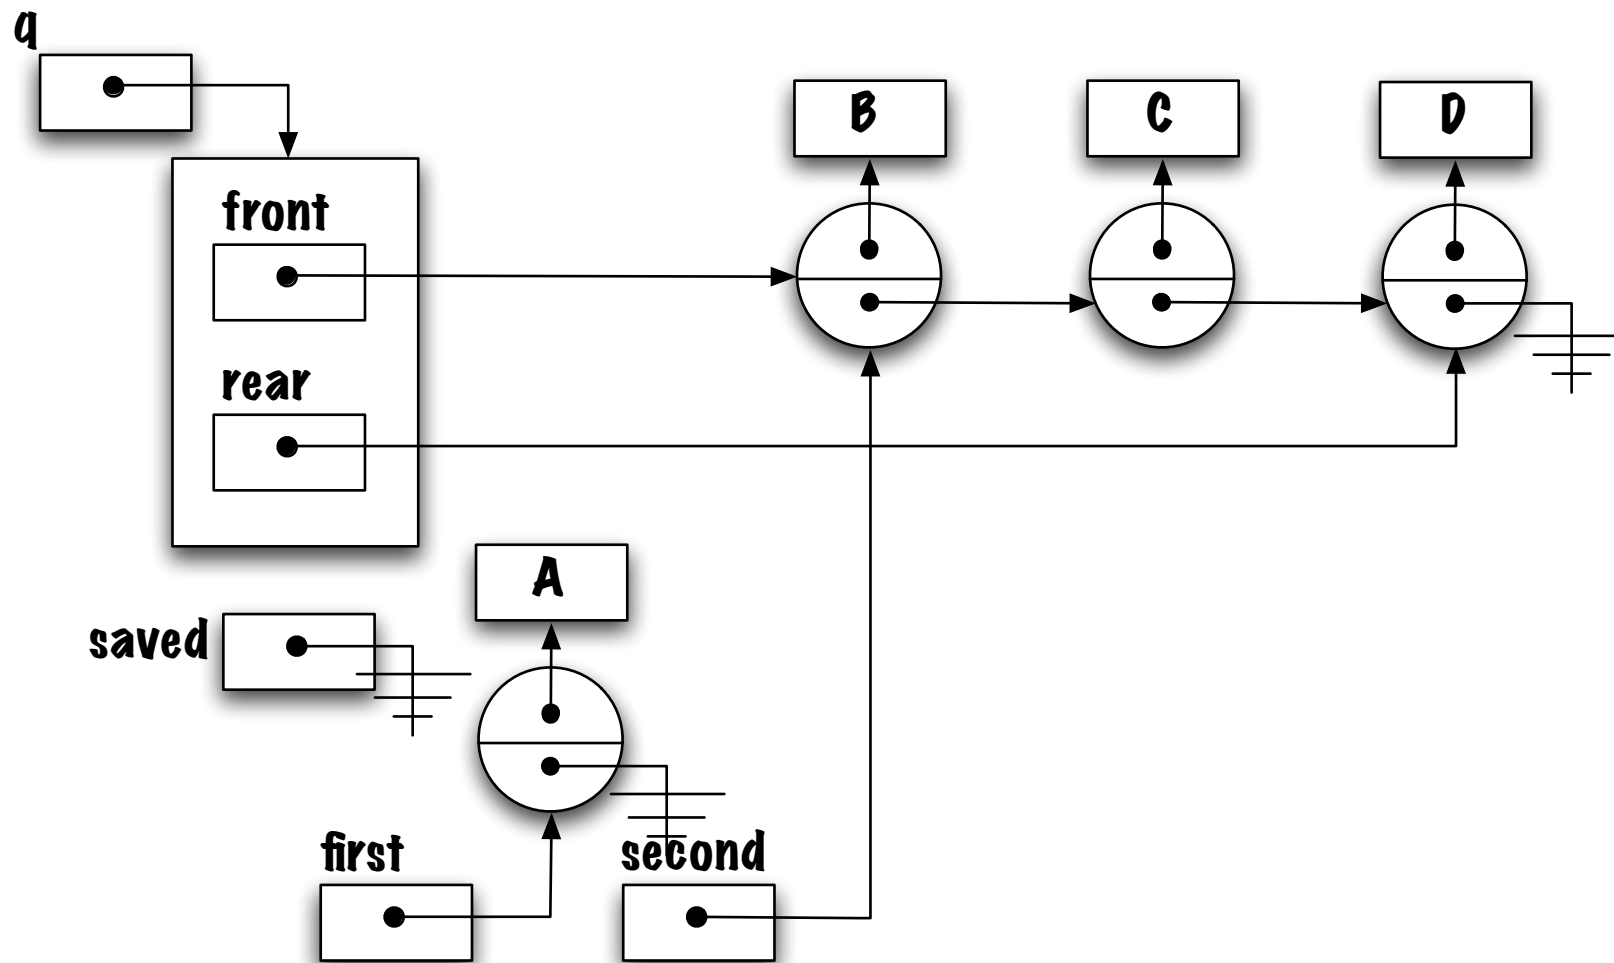 q
B
C
D
front
rear
A
saved
first
second